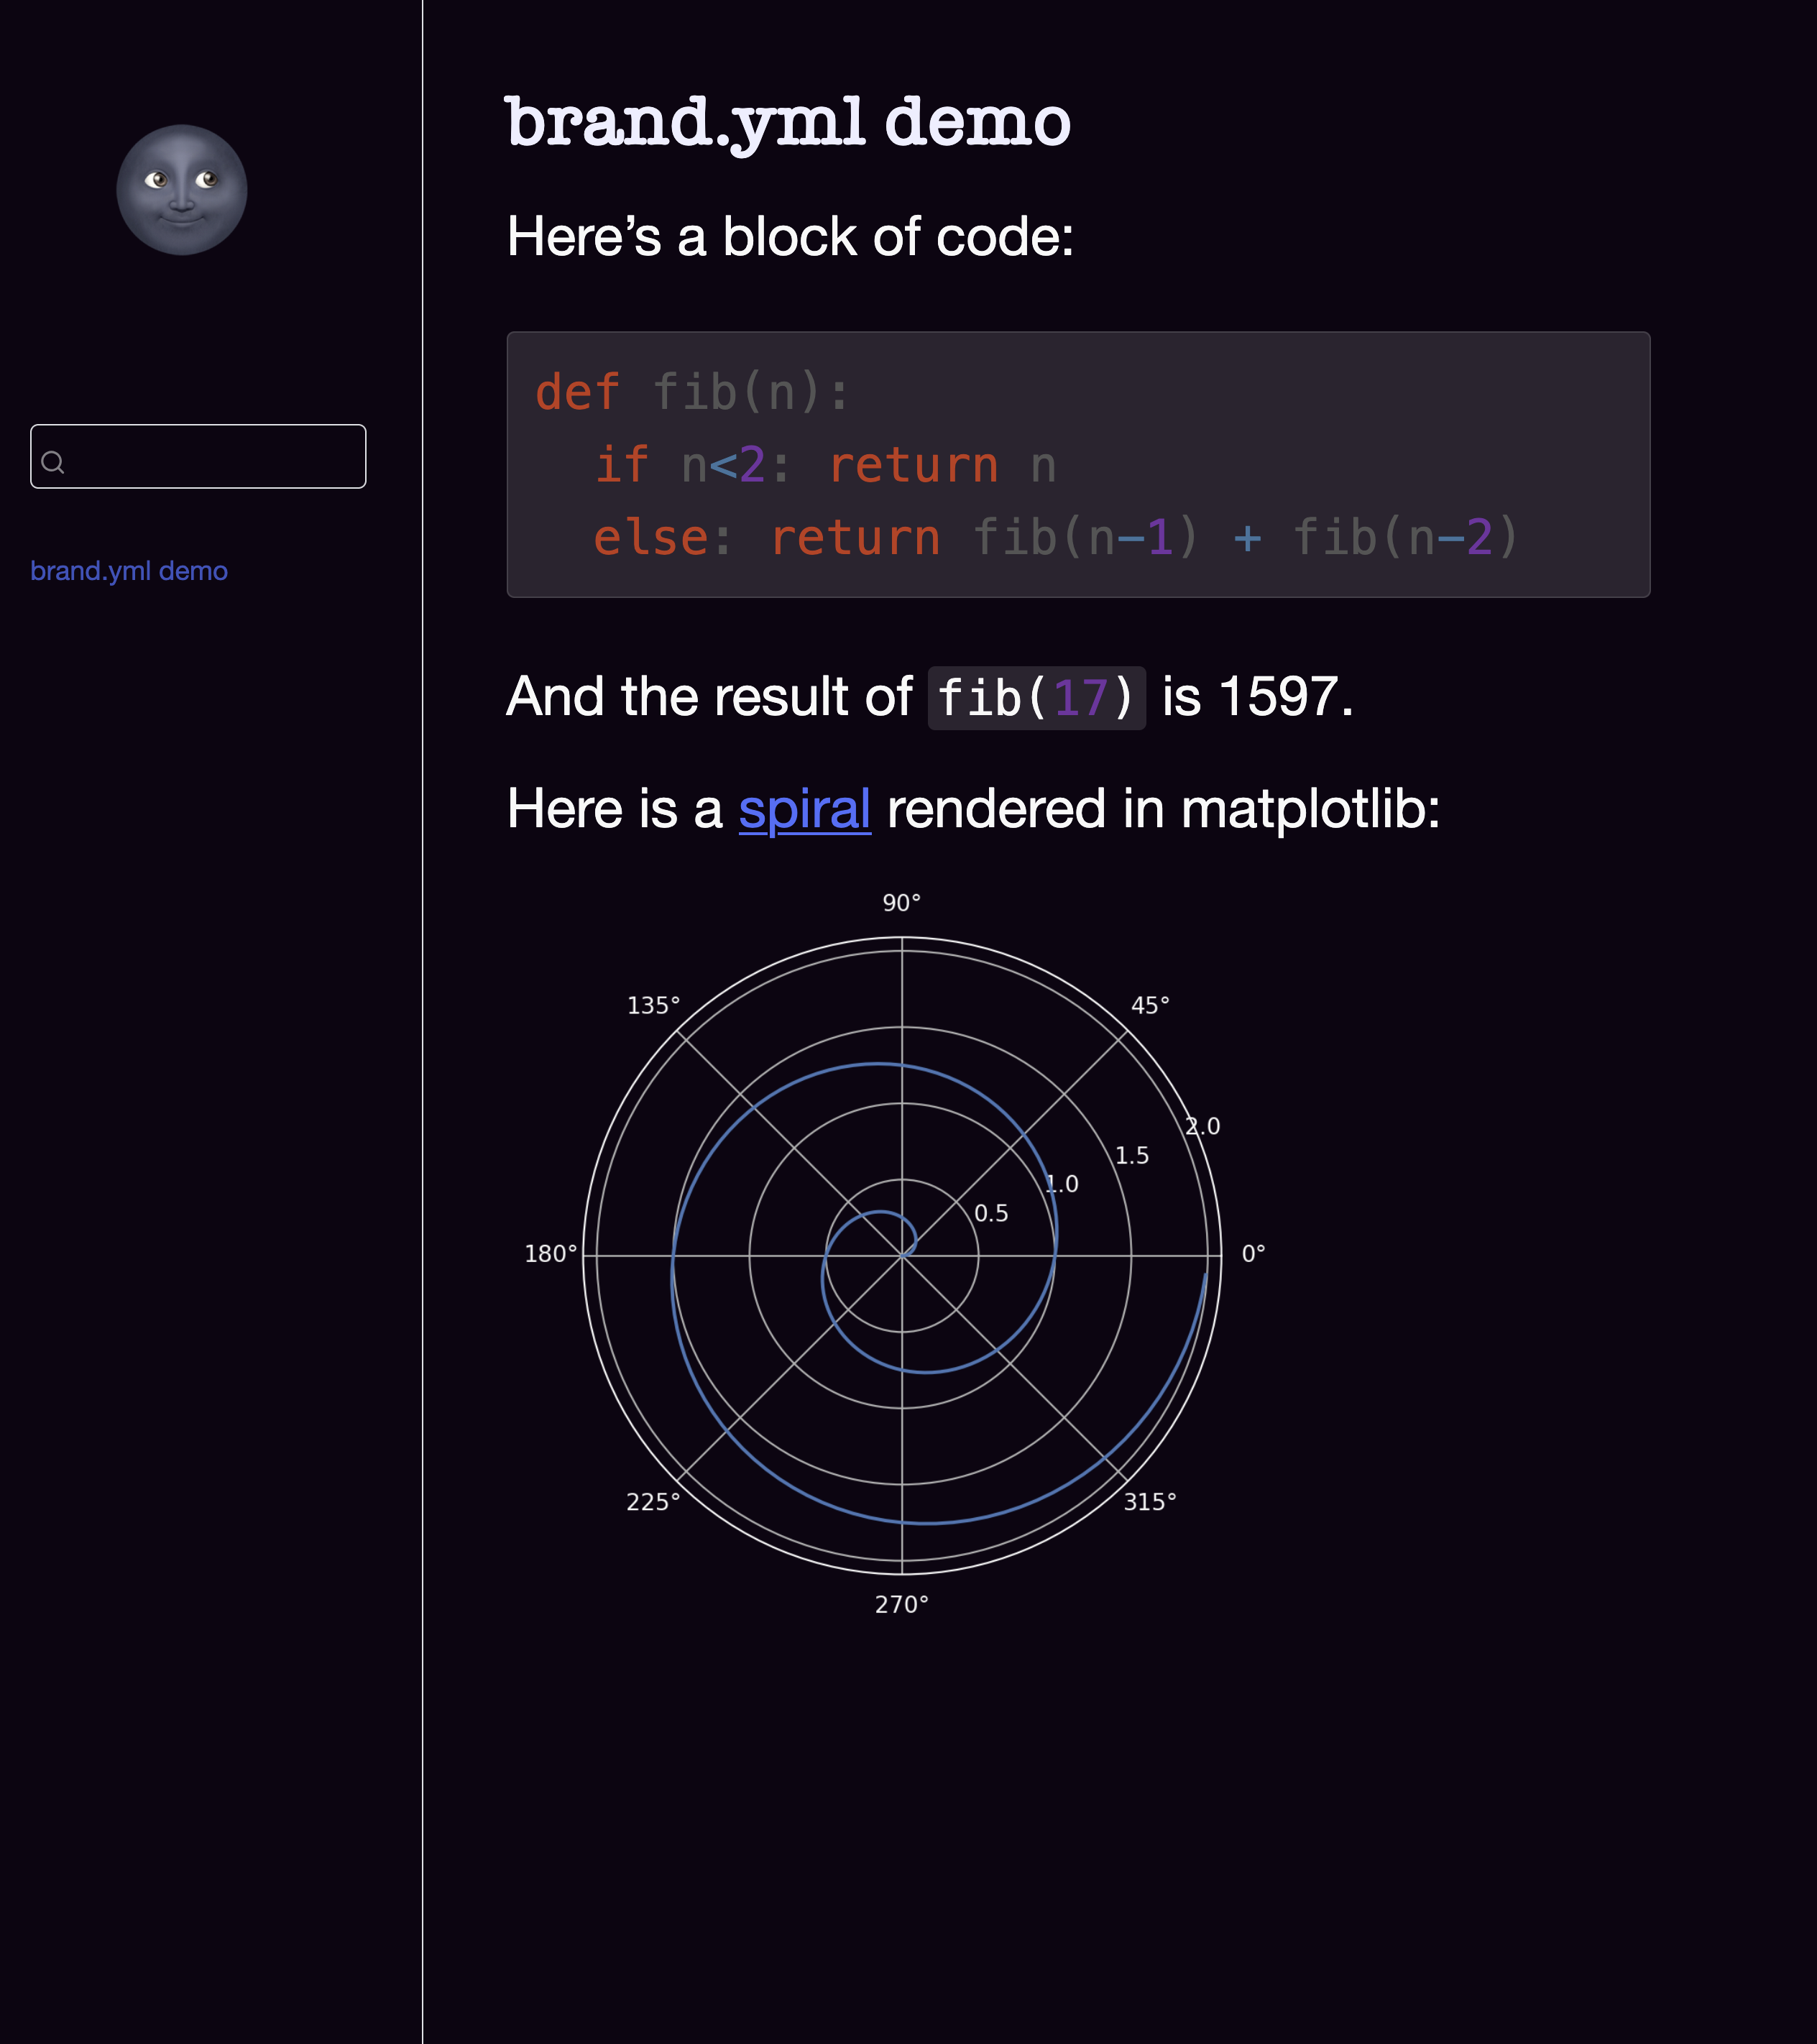 brand.yml demo
brand.yml demo
Here’s a block of code:
def fib(n):
  if n<2: return n
  else: return fib(n-1) + fib(n-2)
And the result of fib(17) is 1597.
Here is a spiral rendered in matplotlib:
90°
135°
45°
2.0
1.5
1.0
0.5
180°
0°
225°
315°
270°